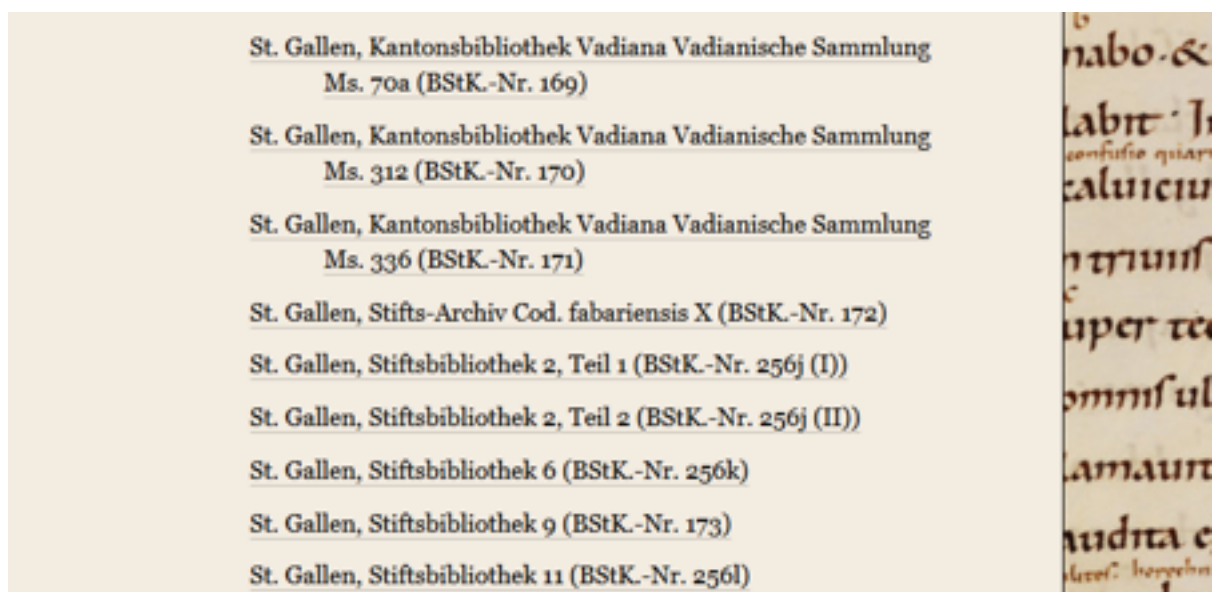 St. Gallen, Kantonsbibliothek Vadiana Vadianische Sammlung
Ms. 70a (BStK.-Nr. 169)
St. Gallen, Kantonsbibliothek Vadiana Vadianische Sammlung
Ms. 312 (BStK.-Nr. 170)
St. Gallen, Kantonsbibliothek Vadiana Vadianische Sammlung
Ms. 336 (BStK.-Nr. 171)
St. Gallen, Stifts-Archiv Cod. fabariensis X (BStK.-Nr. 172)
St. Gallen, Stiftsbibliothek 2, Teil 1 (BStK.-Nr. 256j (I))
St. Gallen, Stiftsbibliothek 2, Teil 2 (BStK.-Nr. 256j (II))
St. Gallen, Stiftsbibliothek 6 (BStK.-Nr. 256k)
St. Gallen, Stiftsbibliothek 9 (BStK.-Nr. 173)
St. Gallen, Stiftsbibliothek 11 (BStK.-Nr. 256l)
nabo. &
uper